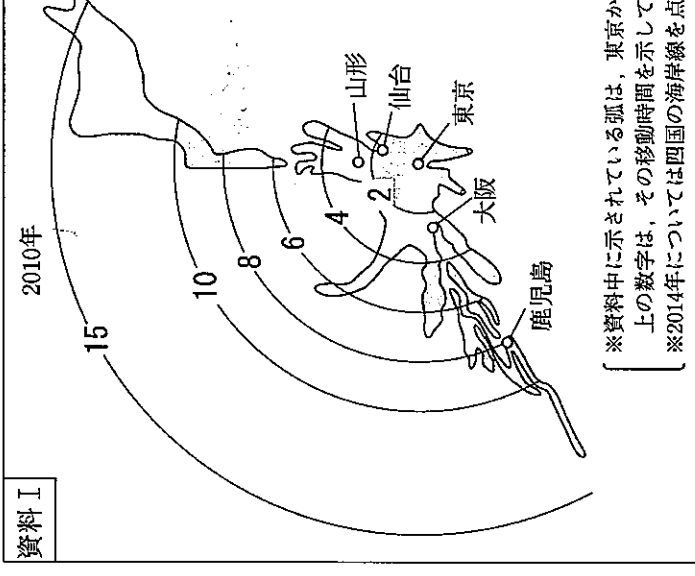 資料Ⅰ
2010年
15
10
8
6
4
2
山形
仙台
東京
大阪
鹿児島
※資料中に示されている弧は，東京か
上の数字は，その移動時間を示して
※2014年については四国の海岸線を点